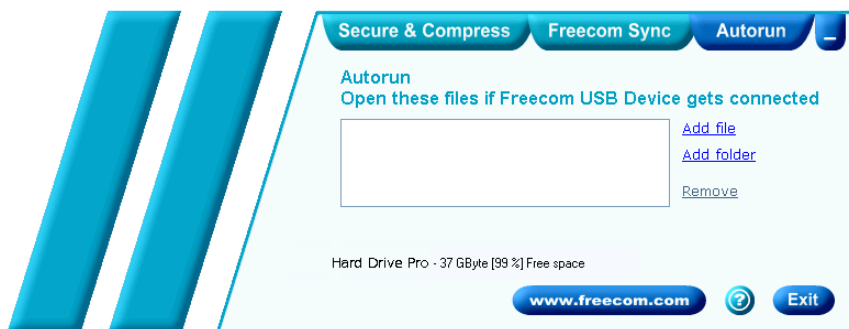 Secure & Compress Freecom Sync Autorun _
Autorun
Open these files if Freecom USB Device gets connected
Add file
Add folder
Remove
Hard Drive Pro - 37 GByte [99 %] Free space
www.freecom.com ? Exit